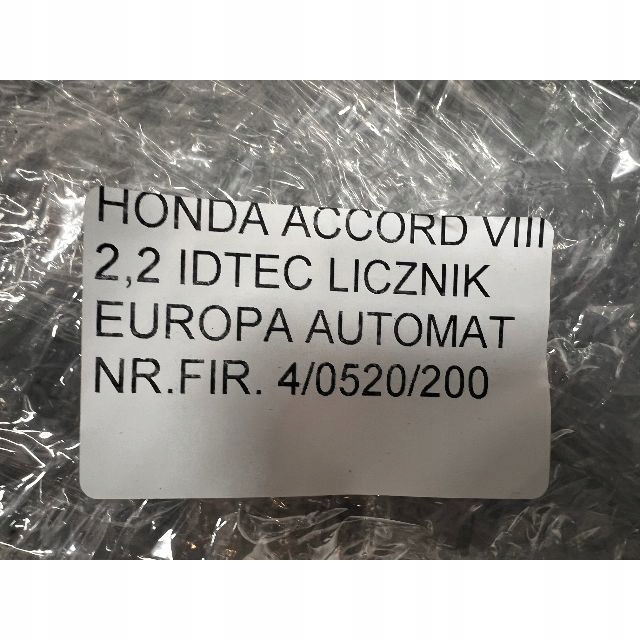 HONDA ACCORD VIII
2,2 IDTEC LICZNIK
EUROPA AUTOMAT
NR.FIR. 4/0520/200